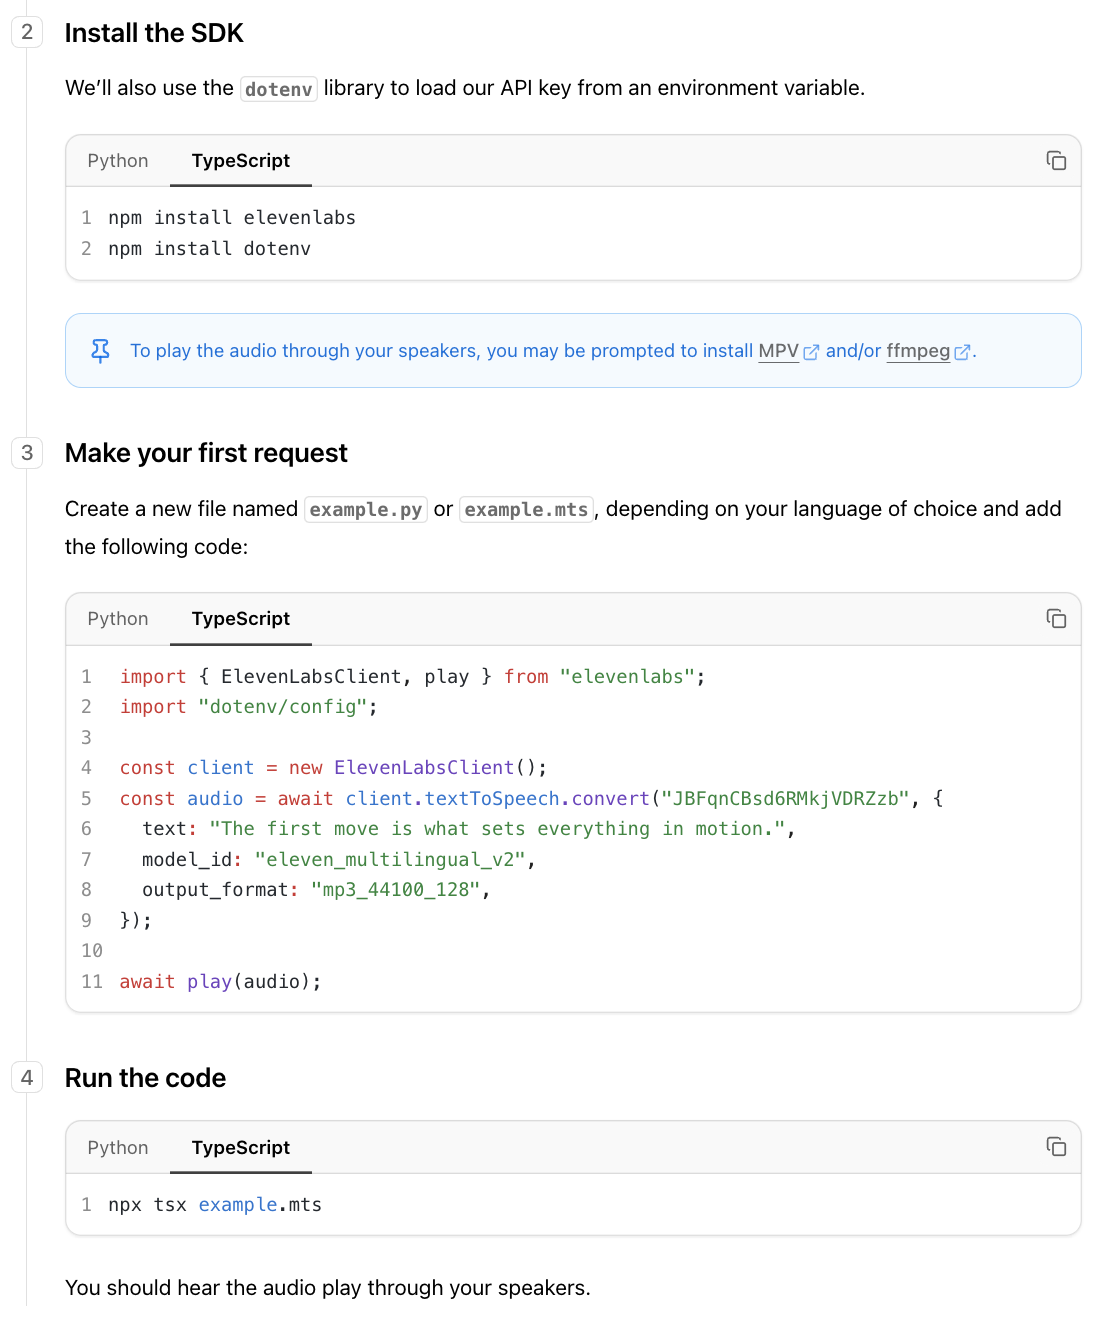 2
Install the SDK
We’ll also use the dotenv library to load our API key from an environment variable.
Python TypeScript
1 npm install elevenlabs
2 npm install dotenv
To play the audio through your speakers, you may be prompted to install MPV and/or ffmpeg.
3
Make your first request
Create a new file named example.py or example.mts, depending on your language of choice and add
the following code:
Python TypeScript
1 import { ElevenLabsClient, play } from "elevenlabs";
2 import "dotenv/config";
3
4 const client = new ElevenLabsClient();
5 const audio = await client.textToSpeech.convert("JBFqnCBsd6RMkjVDRZzb", {
6   text: "The first move is what sets everything in motion.",
7   model_id: "eleven_multilingual_v2",
8   output_format: "mp3_44100_128",
9 });
10
11 await play(audio);
4
Run the code
Python TypeScript
1 npx tsx example.mts
You should hear the audio play through your speakers.